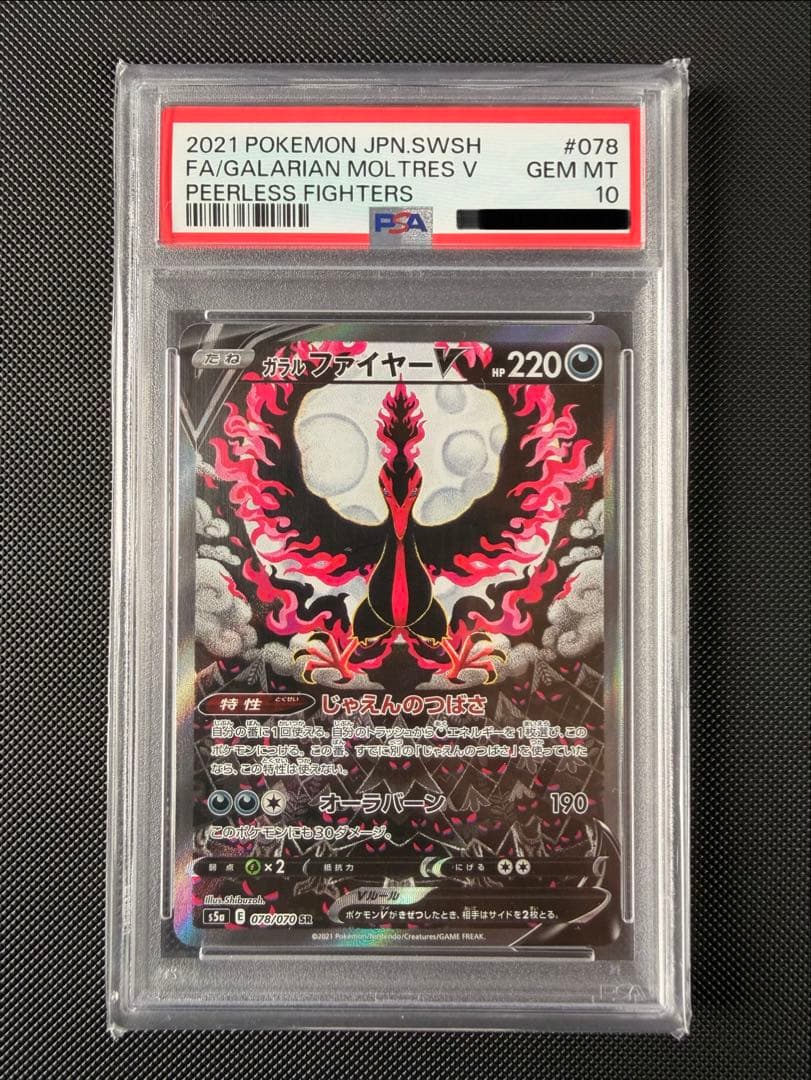 2021 POKEMON JPN.SWSH #078
FA/GALARIAN MOLTRES V GEM MT
PEERLESS FIGHTERS 10
PSA
たね ガラル ファイヤーV HP 220
特性 とくせい じゃえんのつばさ
自分の番に1回使える。自分のトラッシュからエネルギーを1枚選び、この
ポケモンにつける。この番、すでに別の「じゃえんのつばさ」を使っていた
なら、この特性は使えない。
オーラバーン 190
このポケモンにも30ダメージ。
弱点 ×2 抵抗力 にげる
Illus. Shibuzoh.
Vルール
s5a E 078/070 SR ポケモンVがきぜつしたとき、相手はサイドを2枚とる。
©2021 Pokémon/Nintendo/Creatures/GAME FREAK.
PSA